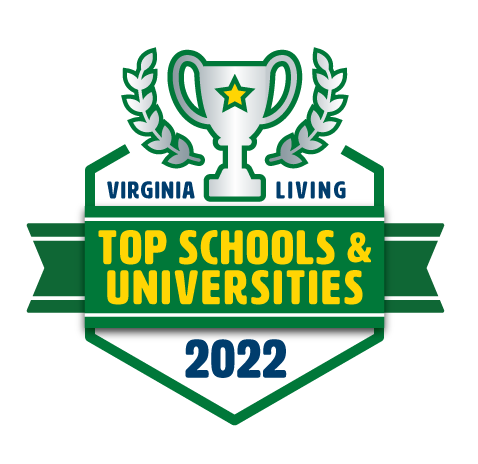 VIRGINIA LIVING
TOP SCHOOLS &
UNIVERSITIES
2022